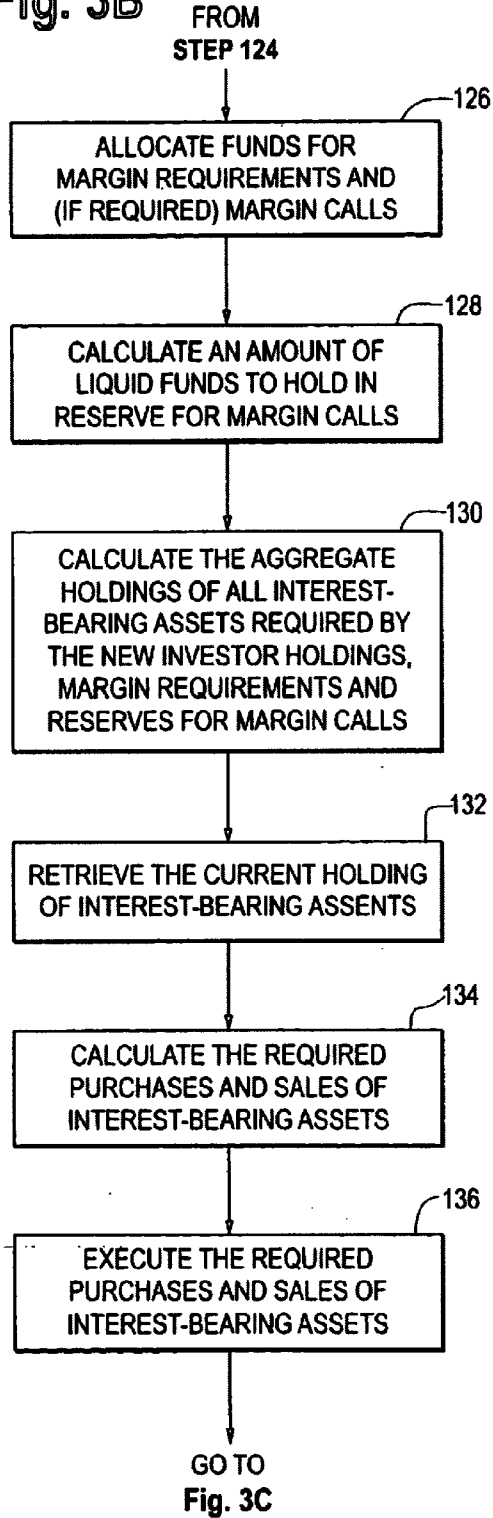 Fig. 3B
FROM
STEP 124
126
ALLOCATE FUNDS FOR
MARGIN REQUIREMENTS AND
(IF REQUIRED) MARGIN CALLS
128
CALCULATE AN AMOUNT OF
LIQUID FUNDS TO HOLD IN
RESERVE FOR MARGIN CALLS
130
CALCULATE THE AGGREGATE
HOLDINGS OF ALL INTEREST-
BEARING ASSETS REQUIRED BY
THE NEW INVESTOR HOLDINGS,
MARGIN REQUIREMENTS AND
RESERVES FOR MARGIN CALLS
132
RETRIEVE THE CURRENT HOLDING
OF INTEREST-BEARING ASSENTS
134
CALCULATE THE REQUIRED
PURCHASES AND SALES OF
INTEREST-BEARING ASSETS
136
EXECUTE THE REQUIRED
PURCHASES AND SALES OF
INTEREST-BEARING ASSETS
GO TO
Fig. 3C